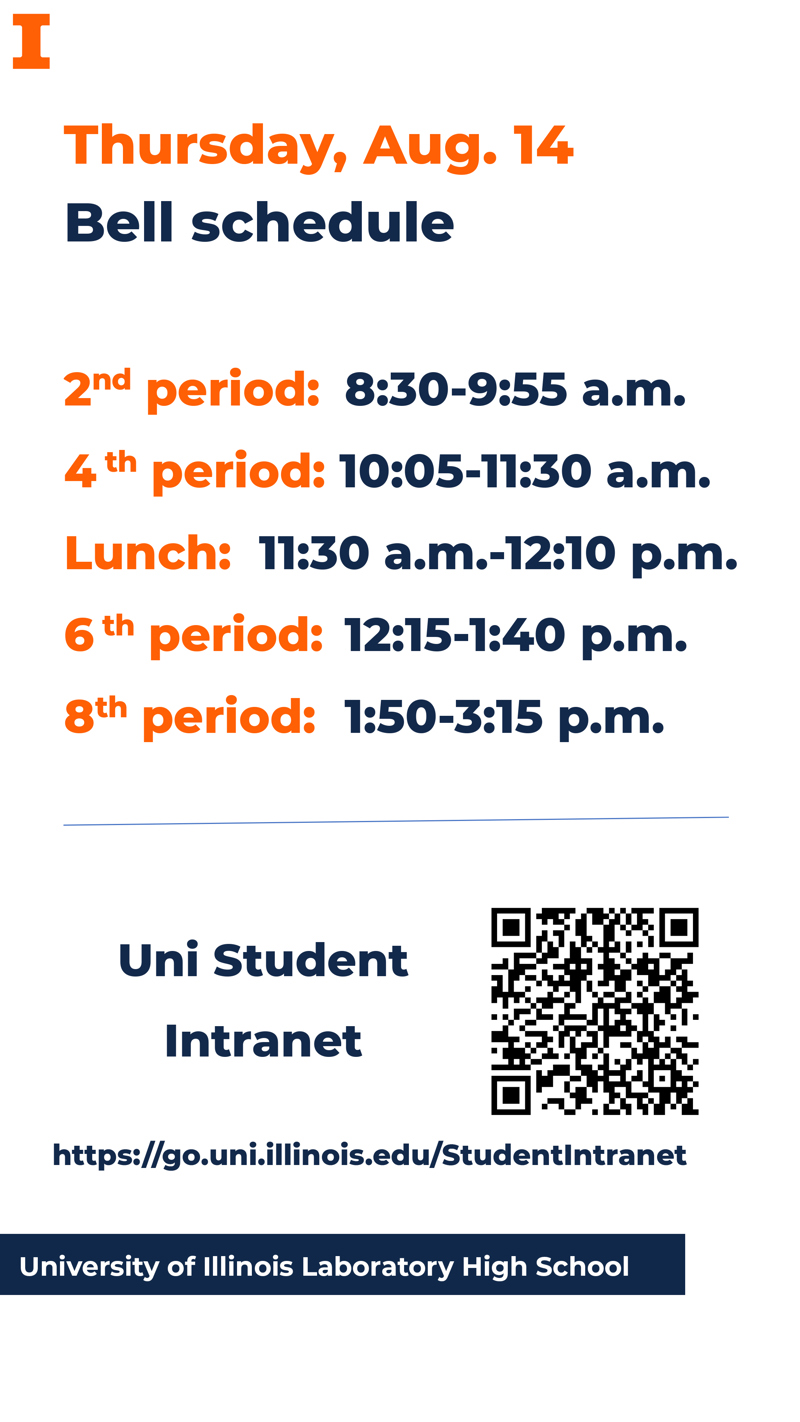 I
Thursday, Aug. 14
Bell schedule
2nd period: 8:30-9:55 a.m.
4 th period: 10:05-11:30 a.m.
Lunch: 11:30 a.m.-12:10 p.m.
6 th period: 12:15-1:40 p.m.
8th period: 1:50-3:15 p.m.
Uni Student
Intranet
https://go.uni.illinois.edu/StudentIntranet
University of Illinois Laboratory High School